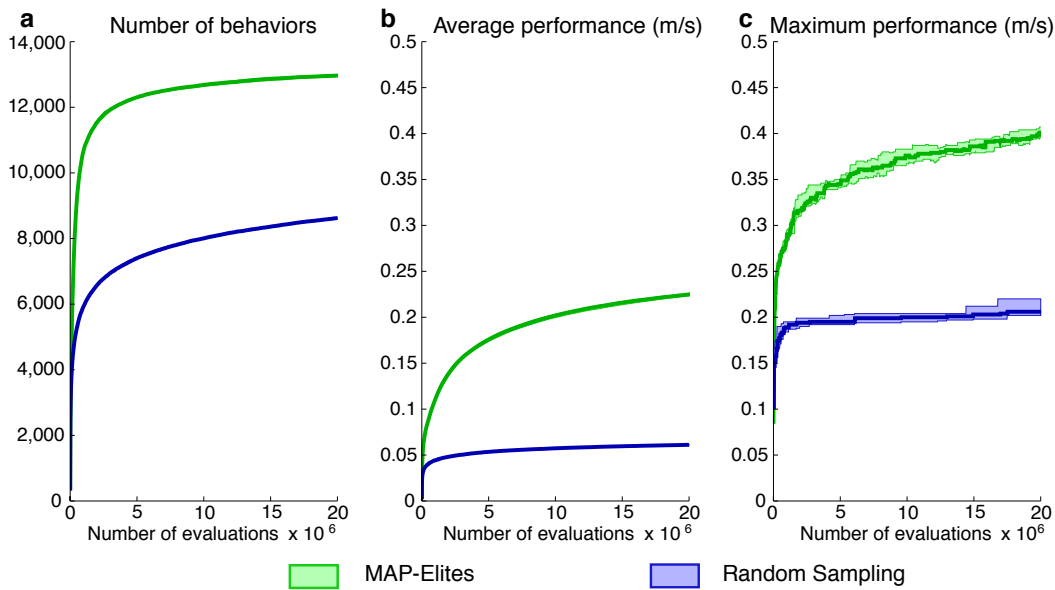 a Number of behaviors
14,000
12,000
10,000
8,000
6,000
4,000
2,000
0
0 5 10 15 20
Number of evaluations x 10 6
b Average performance (m/s)
0.5
0.45
0.4
0.35
0.3
0.25
0.2
0.15
0.1
0.05
0
0 5 10 15 20
Number of evaluations x 10 6
c Maximum performance (m/s)
0.5
0.45
0.4
0.35
0.3
0.25
0.2
0.15
0.1
0.05
0
0 5 10 15 20
Number of evaluations x 10 6
MAP-Elites
Random Sampling